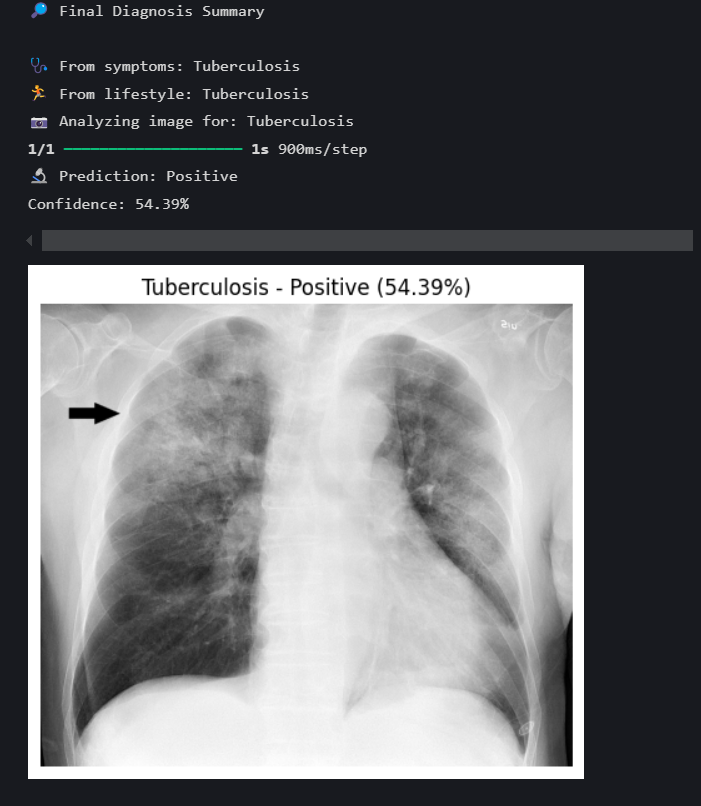 🔎 Final Diagnosis Summary
🩺 From symptoms: Tuberculosis
🏃 From lifestyle: Tuberculosis
📷 Analyzing image for: Tuberculosis
1/1 ━━━━━━━━━━━━━━━━━━━━ 1s 900ms/step
🔬 Prediction: Positive
Confidence: 54.39%
Tuberculosis - Positive (54.39%)